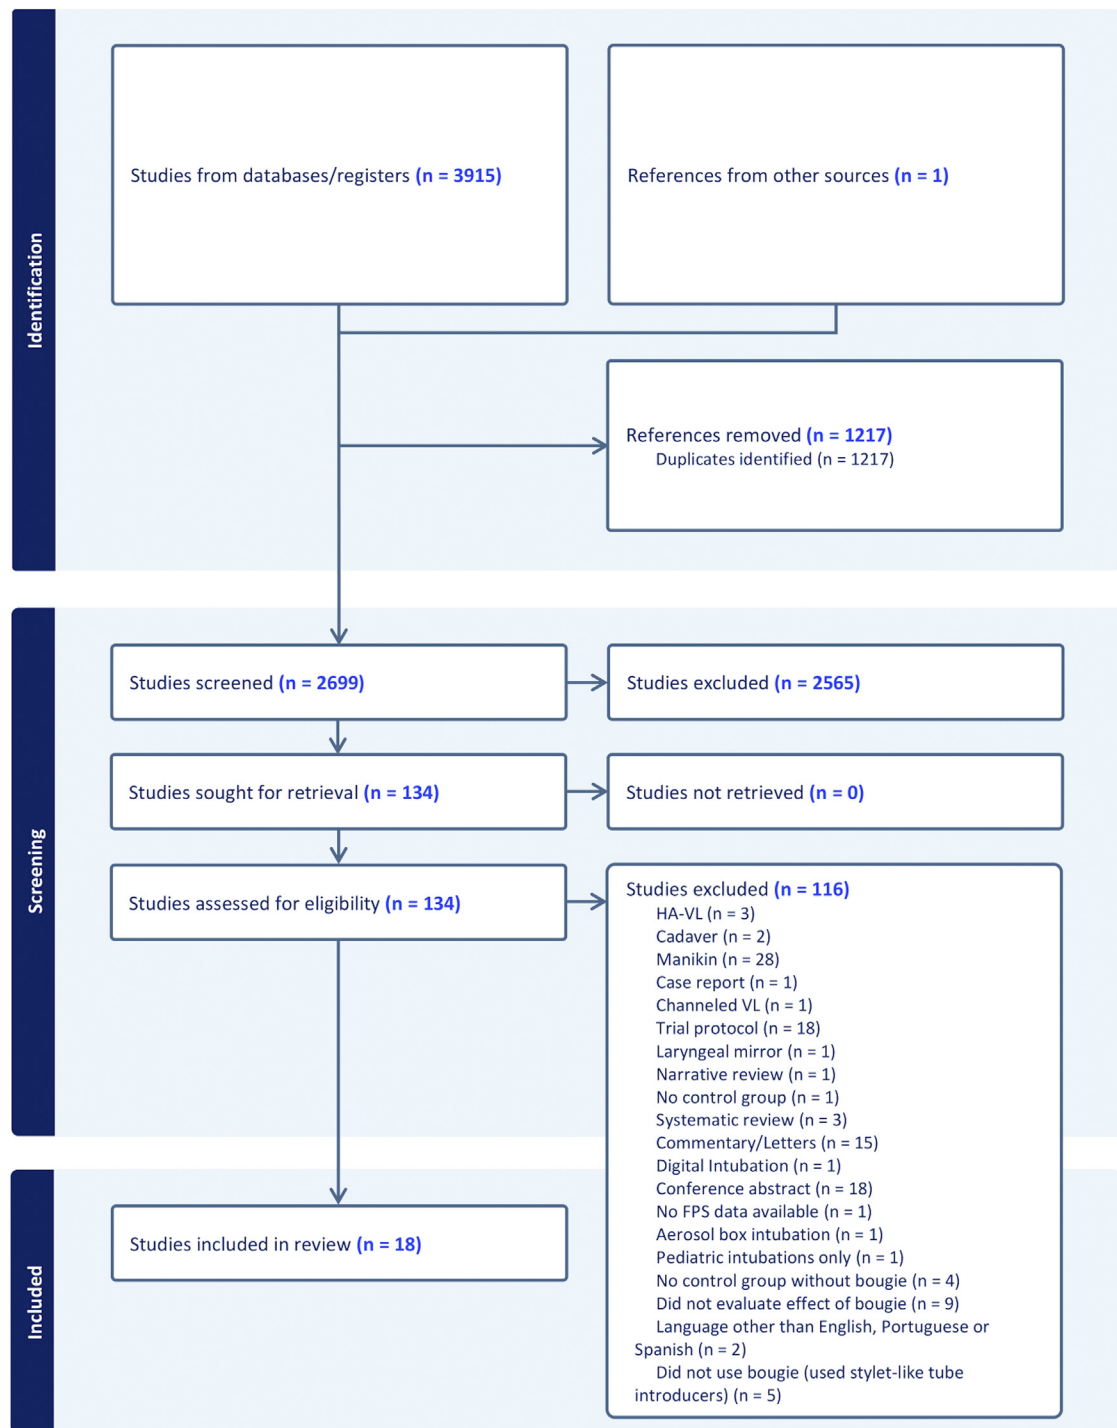 Identification
Studies from databases/registers (n = 3915)
References from other sources (n = 1)
References removed (n = 1217)
Duplicates identified (n = 1217)
Screening
Studies screened (n = 2699)
Studies excluded (n = 2565)
Studies sought for retrieval (n = 134)
Studies not retrieved (n = 0)
Studies assessed for eligibility (n = 134)
Studies excluded (n = 116)
HA-VL (n = 3)
Cadaver (n = 2)
Manikin (n = 28)
Case report (n = 1)
Channeled VL (n = 1)
Trial protocol (n = 18)
Laryngeal mirror (n = 1)
Narrative review (n = 1)
No control group (n = 1)
Systematic review (n = 3)
Commentary/Letters (n = 15)
Digital Intubation (n = 1)
Conference abstract (n = 18)
No FPS data available (n = 1)
Aerosol box intubation (n = 1)
Pediatric intubations only (n = 1)
No control group without bougie (n = 4)
Did not evaluate effect of bougie (n = 9)
Language other than English, Portuguese or
Spanish (n = 2)
Did not use bougie (used stylet-like tube
introducers) (n = 5)
Included
Studies included in review (n = 18)